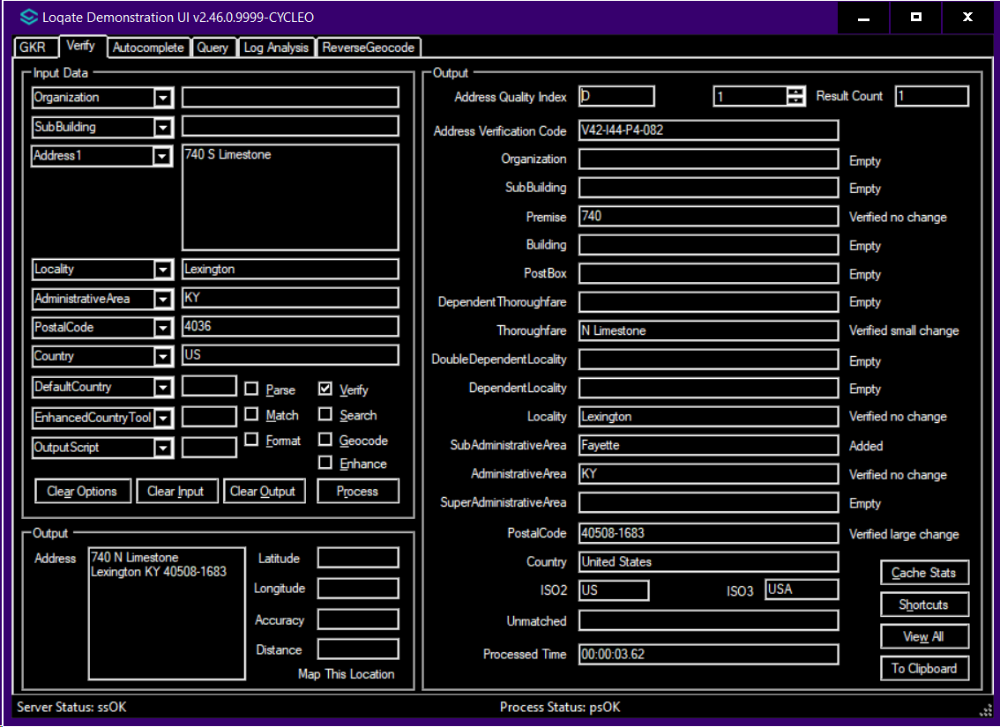 Loqate Demonstration UI v2.46.0.9999-CYCLEO
GKR Verify Autocomplete Query Log Analysis ReverseGeocode
Input Data
Organization
SubBuilding
Address1 740 S Limestone
Locality Lexington
AdministrativeArea KY
PostalCode 4036
Country US
DefaultCountry Parse Verify
EnhancedCountryTool Match Search
OutputScript Format Geocode
Enhance
Clear Options Clear Input Clear Output Process
Output
Address 740 N Limestone
Lexington KY 40508-1683
Latitude
Longitude
Accuracy
Distance
Map This Location
Output
Address Quality Index D 1 Result Count 1
Address Verification Code V42-I44-P4-082
Organization Empty
SubBuilding Empty
Premise 740 Verified no change
Building Empty
PostBox Empty
DependentThoroughfare Empty
Thoroughfare N Limestone Verified small change
DoubleDependentLocality Empty
DependentLocality Empty
Locality Lexington Verified no change
SubAdministrativeArea Fayette Added
AdministrativeArea KY Verified no change
SuperAdministrativeArea Empty
PostalCode 40508-1683 Verified large change
Country United States
ISO2 US ISO3 USA
Unmatched
Processed Time 00:00:03.62
Cache Stats
Shortcuts
View All
To Clipboard
Server Status: ssOK Process Status: psOK